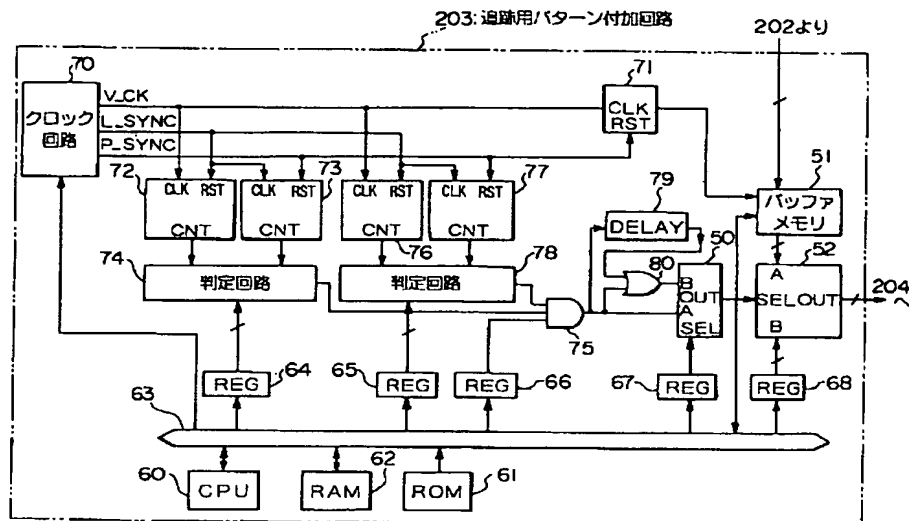 203:追跡用パターン付加回路
202より
70
クロック
回路
V_CK
L_SYNC
P_SYNC
71
CLK
RST
72
CLK RST
CNT
73
CLK RST
CNT
76
CLK RST
CNT
77
CLK RST
CNT
51
バッファ
メモリ
79
DELAY
74
判定回路
78
判定回路
80
75
50
B
OUT
A
SEL
52
A
SEL OUT
B
204
へ
64
REG
65
REG
66
REG
67
REG
68
REG
63
60
CPU
62
RAM
61
ROM